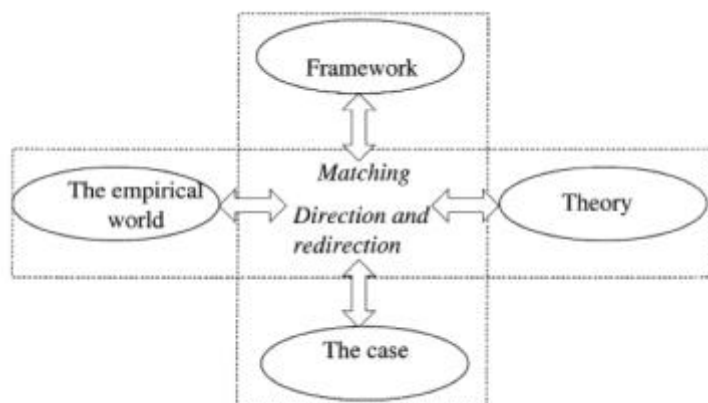 Framework
Matching
The empirical
world
Direction and
redirection
Theory
The case